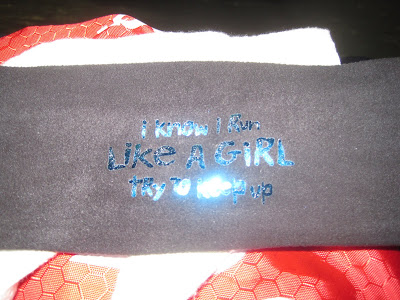 I know I Run
Like A GiRL
tRy To keep up